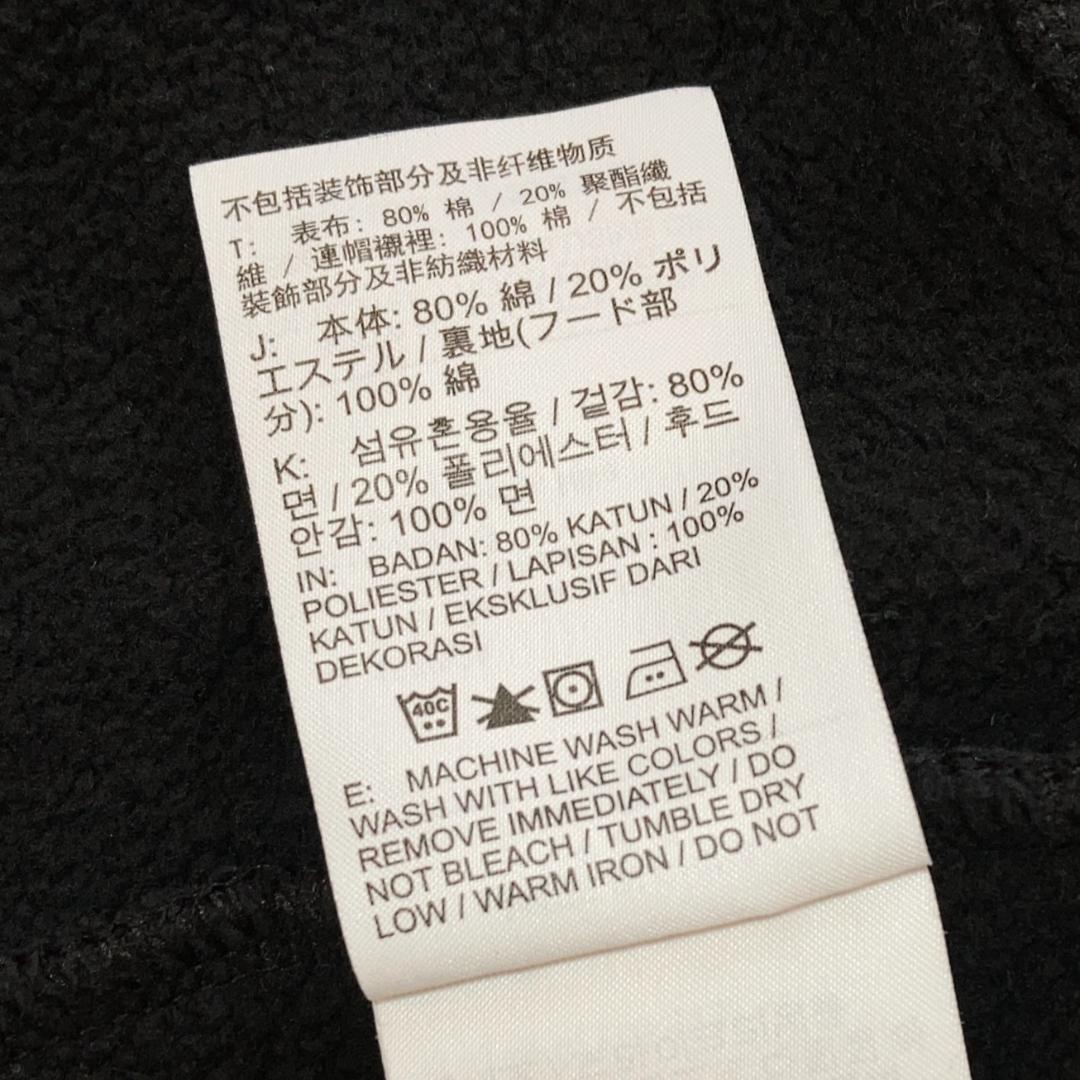 不包括装饰部分及非纤维物质
T: 表布: 80% 棉 / 20% 聚酯纖
維 / 連帽襯裡: 100% 棉 / 不包括
裝飾部分及非紡織材料
J: 本体: 80% 綿 / 20% ポリ
エステル / 裏地(フード部
分): 100% 綿
K: 섬유혼용율 / 겉감: 80%
면 / 20% 폴리에스터 / 후드
안감: 100% 면
IN: BADAN: 80% KATUN / 20%
POLIESTER / LAPISAN : 100%
KATUN / EKSKLUSIF DARI
DEKORASI
40C
E: MACHINE WASH WARM /
WASH WITH LIKE COLORS /
REMOVE IMMEDIATELY / DO
NOT BLEACH / TUMBLE DRY
LOW / WARM IRON / DO NOT